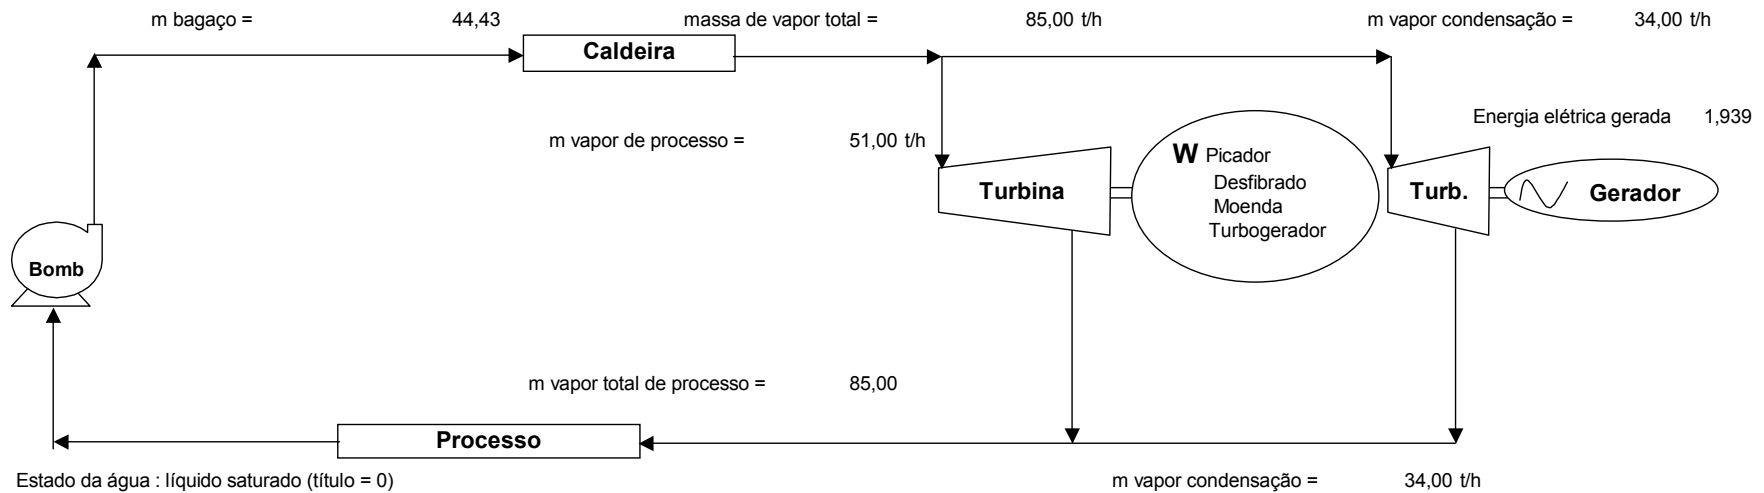 m bagaço = 44,43 massa de vapor total = 85,00 t/h m vapor condensação = 34,00 t/h
Caldeira
Energia elétrica gerada 1,939
m vapor de processo = 51,00 t/h
W Picador
Desfibrado
Moenda
Turbogerador
Turbina
Turb.
Gerador
Bomb
m vapor total de processo = 85,00
Processo
Estado da água : líquido saturado (título = 0)
m vapor condensação = 34,00 t/h